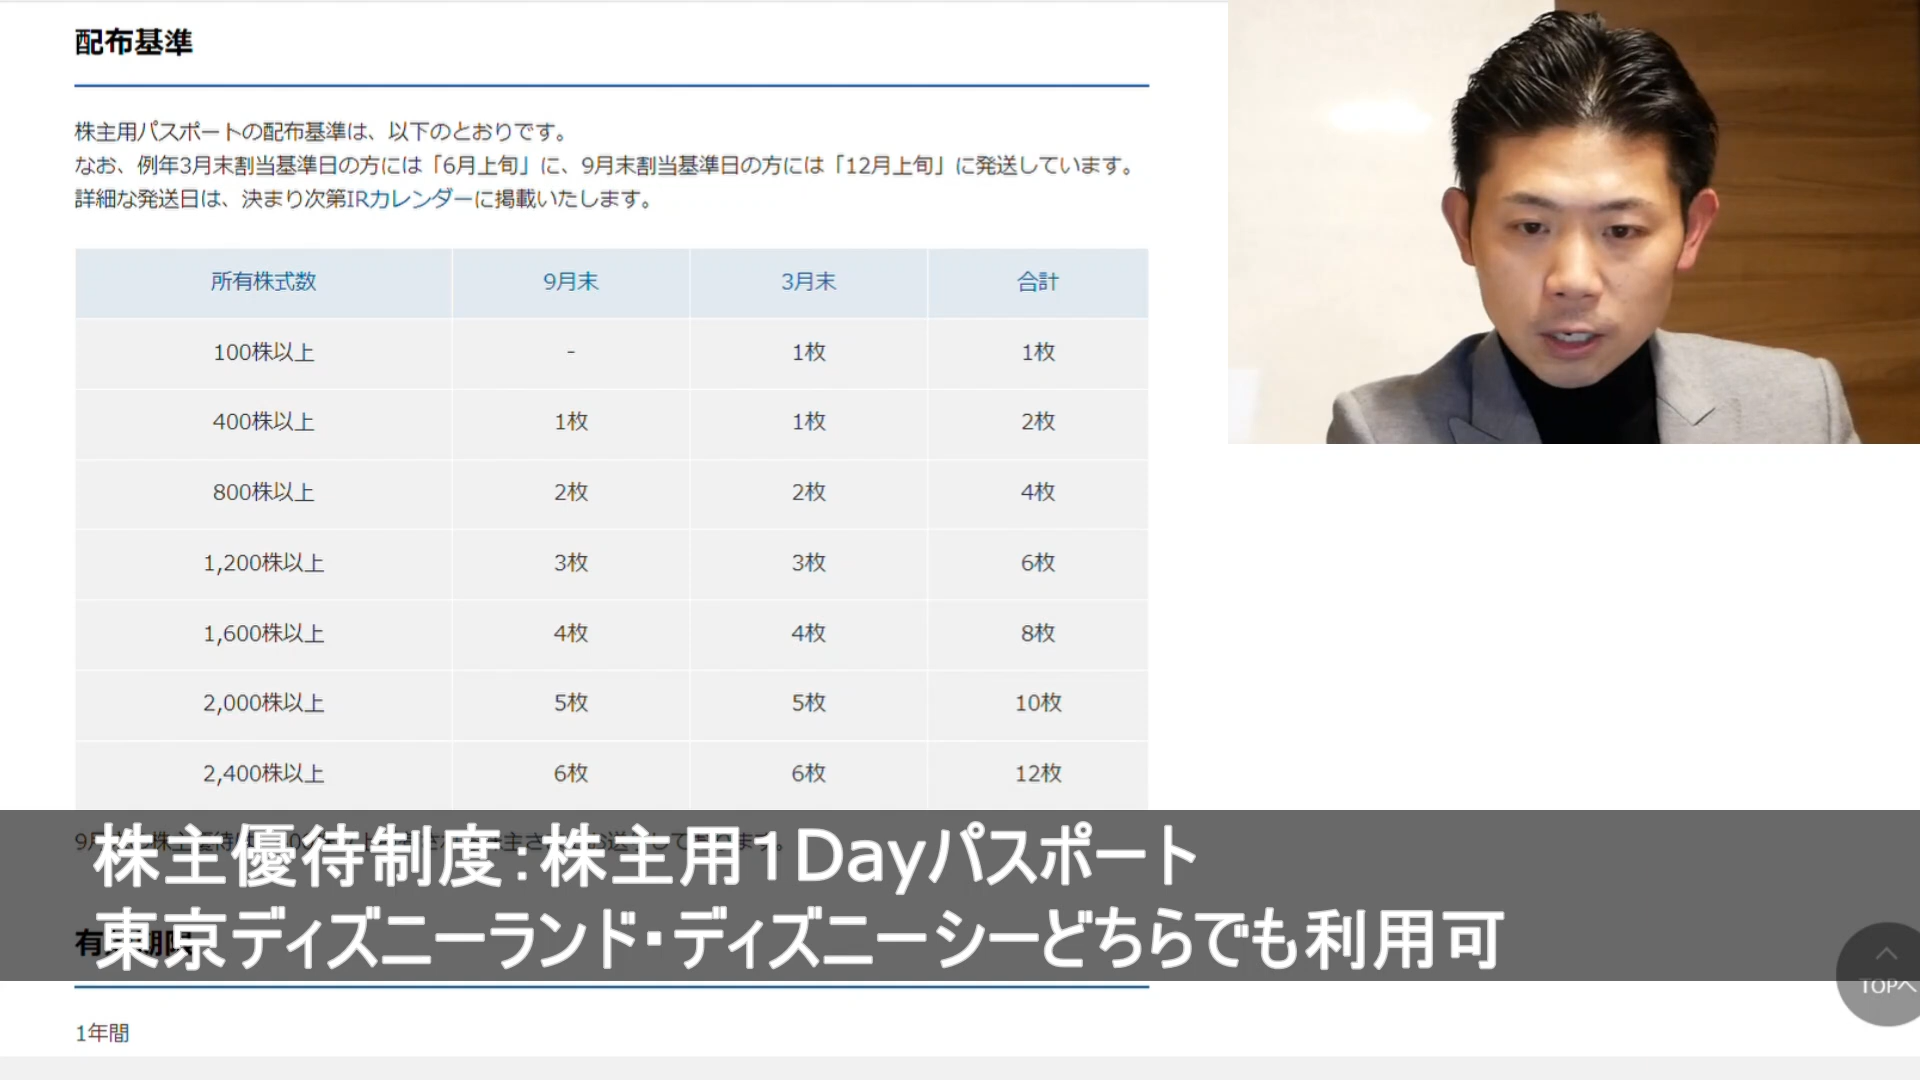 配布基準
株主用パスポートの配布基準は、以下のとおりです。
なお、例年3月末割当基準日の方には「6月上旬」に、9月末割当基準日の方には「12月上旬」に発送しています。
詳細な発送日は、決まり次第IRカレンダーに掲載いたします。
所有株式数 9月末 3月末 合計
100株以上 - 1枚 1枚
400株以上 1枚 1枚 2枚
800株以上 2枚 2枚 4枚
1,200株以上 3枚 3枚 6枚
1,600株以上 4枚 4枚 8枚
2,000株以上 5枚 5枚 10枚
2,400株以上 6枚 6枚 12枚
株主優待制度:株主用1Dayパスポート
東京ディズニーランド・ディズニーシーどちらでも利用可
TOPへ
1年間